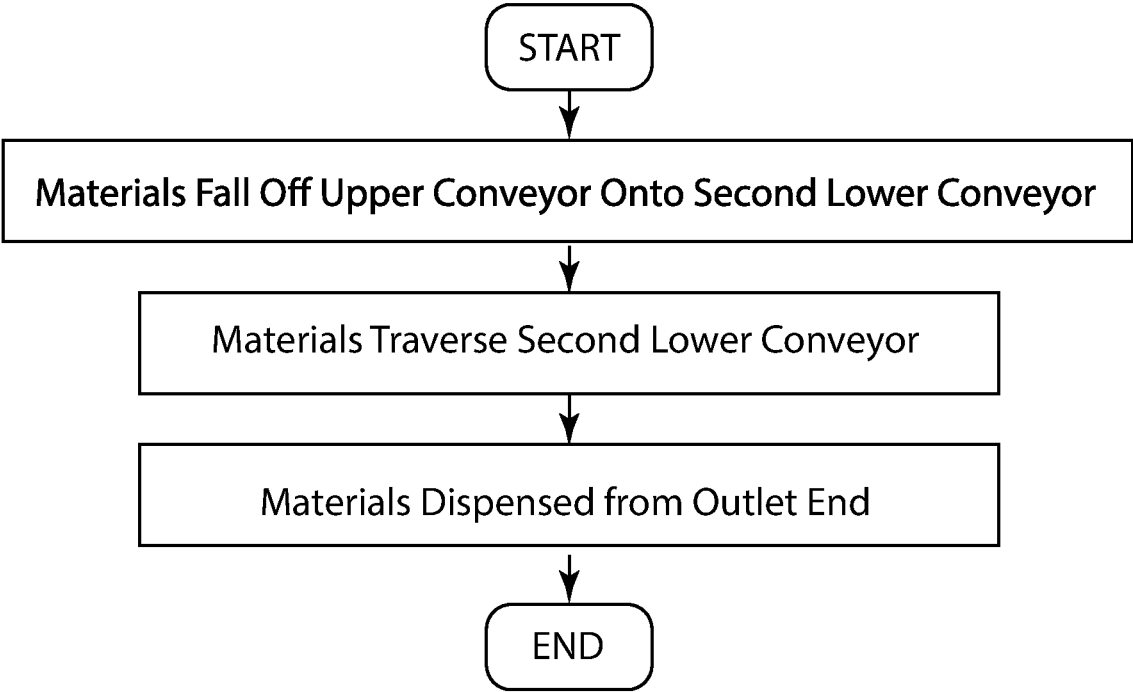 START
Materials Fall Off Upper Conveyor Onto Second Lower Conveyor
Materials Traverse Second Lower Conveyor
Materials Dispensed from Outlet End
END